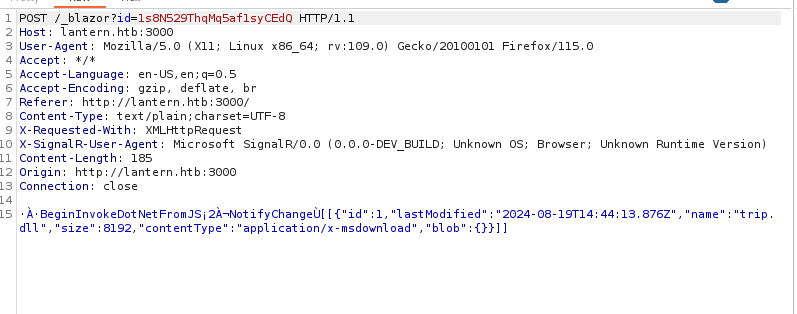 1 POST /_blazor?id=1s8N529ThqMq5af1syCEdQ HTTP/1.1
2 Host: lantern.htb:3000
3 User-Agent: Mozilla/5.0 (X11; Linux x86_64; rv:109.0) Gecko/20100101 Firefox/115.0
4 Accept: */*
5 Accept-Language: en-US,en;q=0.5
6 Accept-Encoding: gzip, deflate, br
7 Referer: http://lantern.htb:3000/
8 Content-Type: text/plain;charset=UTF-8
9 X-Requested-With: XMLHttpRequest
10 X-SignalR-User-Agent: Microsoft SignalR/0.0 (0.0.0-DEV_BUILD; Unknown OS; Browser; Unknown Runtime Version)
11 Content-Length: 185
12 Origin: http://lantern.htb:3000
13 Connection: close
14
15 ·À·BeginInvokeDotNetFromJS¡2À¬NotifyChangeÙ[[{"id":1,"lastModified":"2024-08-19T14:44:13.876Z","name":"trip.
dll","size":8192,"contentType":"application/x-msdownload","blob":{}}]]